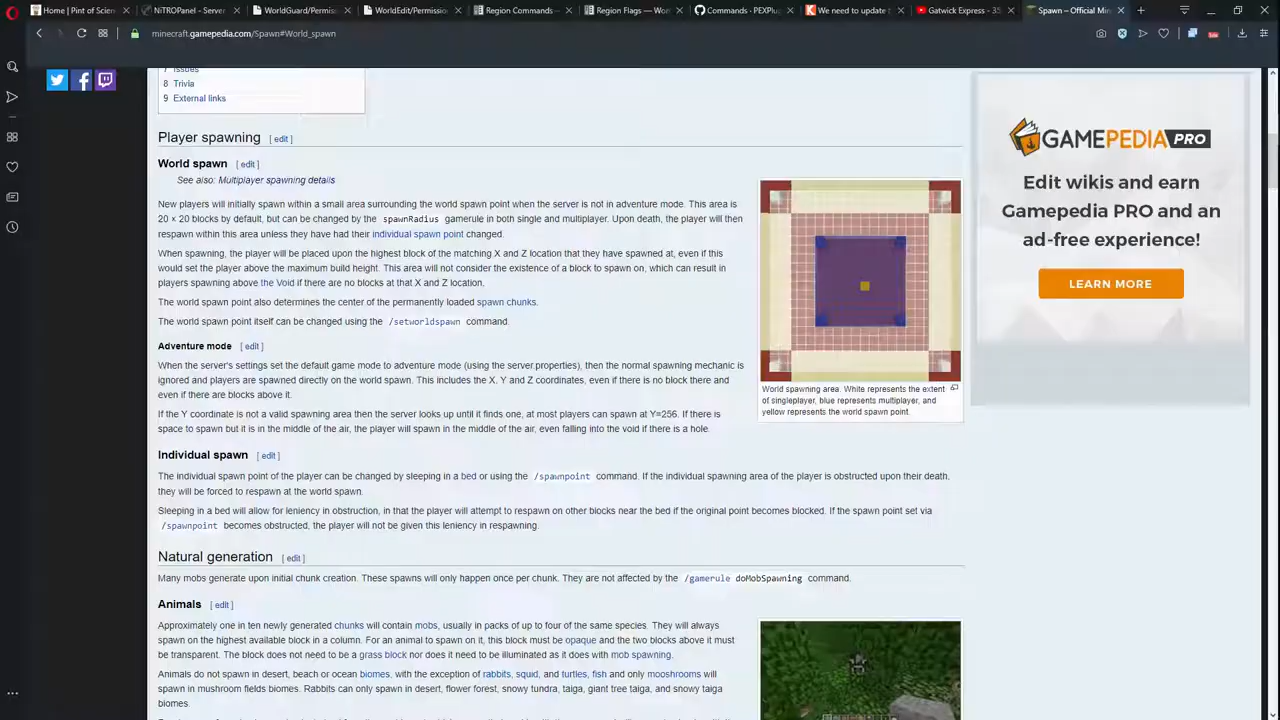 Home | Pint of Scien
NiTROPanel - Server
WorldGuard/Permiss
WorldEdit/Permissio
Region Commands —
Region Flags — Wor
Commands - PEXPlug
We need to update t
Gatwick Express - 35
Spawn – Official Min
minecraft.gamepedia.com/Spawn#World_spawn
7 Issues
8 Trivia
9 External links
Player spawning [ edit ]
World spawn [ edit ]
See also: Multiplayer spawning details
New players will initially spawn within a small area surrounding the world spawn point when the server is not in adventure mode. This area is
20 × 20 blocks by default, but can be changed by the spawnRadius gamerule in both single and multiplayer. Upon death, the player will then
respawn within this area unless they have had their individual spawn point changed.
When spawning, the player will be placed upon the highest block of the matching X and Z location that they have spawned at, even if this
would set the player above the maximum build height. This area will not consider the existence of a block to spawn on, which can result in
players spawning above the Void if there are no blocks at that X and Z location.
The world spawn point also determines the center of the permanently loaded spawn chunks.
The world spawn point itself can be changed using the /setworldspawn command.
Adventure mode [ edit ]
When the server's settings set the default game mode to adventure mode (using the server.properties), then the normal spawning mechanic is
ignored and players are spawned directly on the world spawn. This includes the X, Y and Z coordinates, even if there is no block there and
even if there are blocks above it.
If the Y coordinate is not a valid spawning area then the server looks up until it finds one, at most players can spawn at Y=256. If there is
space to spawn but it is in the middle of the air, the player will spawn in the middle of the air, even falling into the void if there is a hole.
World spawning area. White represents the extent
of singleplayer, blue represents multiplayer, and
yellow represents the world spawn point.
Individual spawn [ edit ]
The individual spawn point of the player can be changed by sleeping in a bed or using the /spawnpoint command. If the individual spawning area of the player is obstructed upon their death,
they will be forced to respawn at the world spawn.
Sleeping in a bed will allow for leniency in obstruction, in that the player will attempt to respawn on other blocks near the bed if the original point becomes blocked. If the spawn point set via
/spawnpoint becomes obstructed, the player will not be given this leniency in respawning.
Natural generation [ edit ]
Many mobs generate upon initial chunk creation. These spawns will only happen once per chunk. They are not affected by the /gamerule doMobSpawning command.
Animals [ edit ]
Approximately one in ten newly generated chunks will contain mobs, usually in packs of up to four of the same species. They will always
spawn on the highest available block in a column. For an animal to spawn on it, this block must be opaque and the two blocks above it must
be transparent. The block does not need to be a grass block nor does it need to be illuminated as it does with mob spawning.
Animals do not spawn in desert, beach or ocean biomes, with the exception of rabbits, squid, and turtles, fish and only mooshrooms will
spawn in mushroom fields biomes. Rabbits can only spawn in desert, flower forest, snowy tundra, taiga, giant tree taiga, and snowy taiga
biomes.
GAMEPEDIA PRO
Edit wikis and earn
Gamepedia PRO and an
ad-free experience!
LEARN MORE